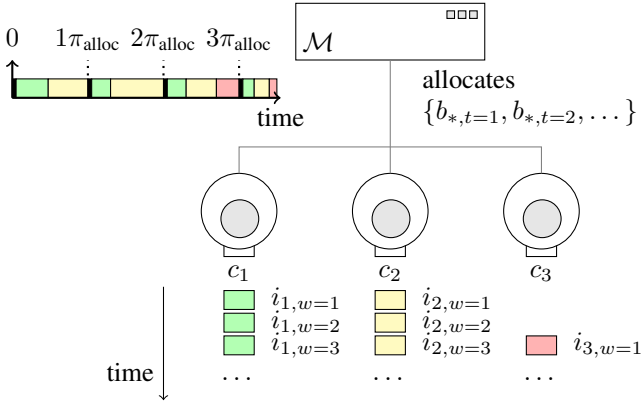 0 1π_alloc 2π_alloc 3π_alloc
time
ℳ
allocates
{b_{*,t=1}, b_{*,t=2}, . . . }
c_1 c_2 c_3
i_{1,w=1} i_{2,w=1}
i_{1,w=2} i_{2,w=2}
i_{1,w=3} i_{2,w=3} i_{3,w=1}
time
. . . . . . . . .